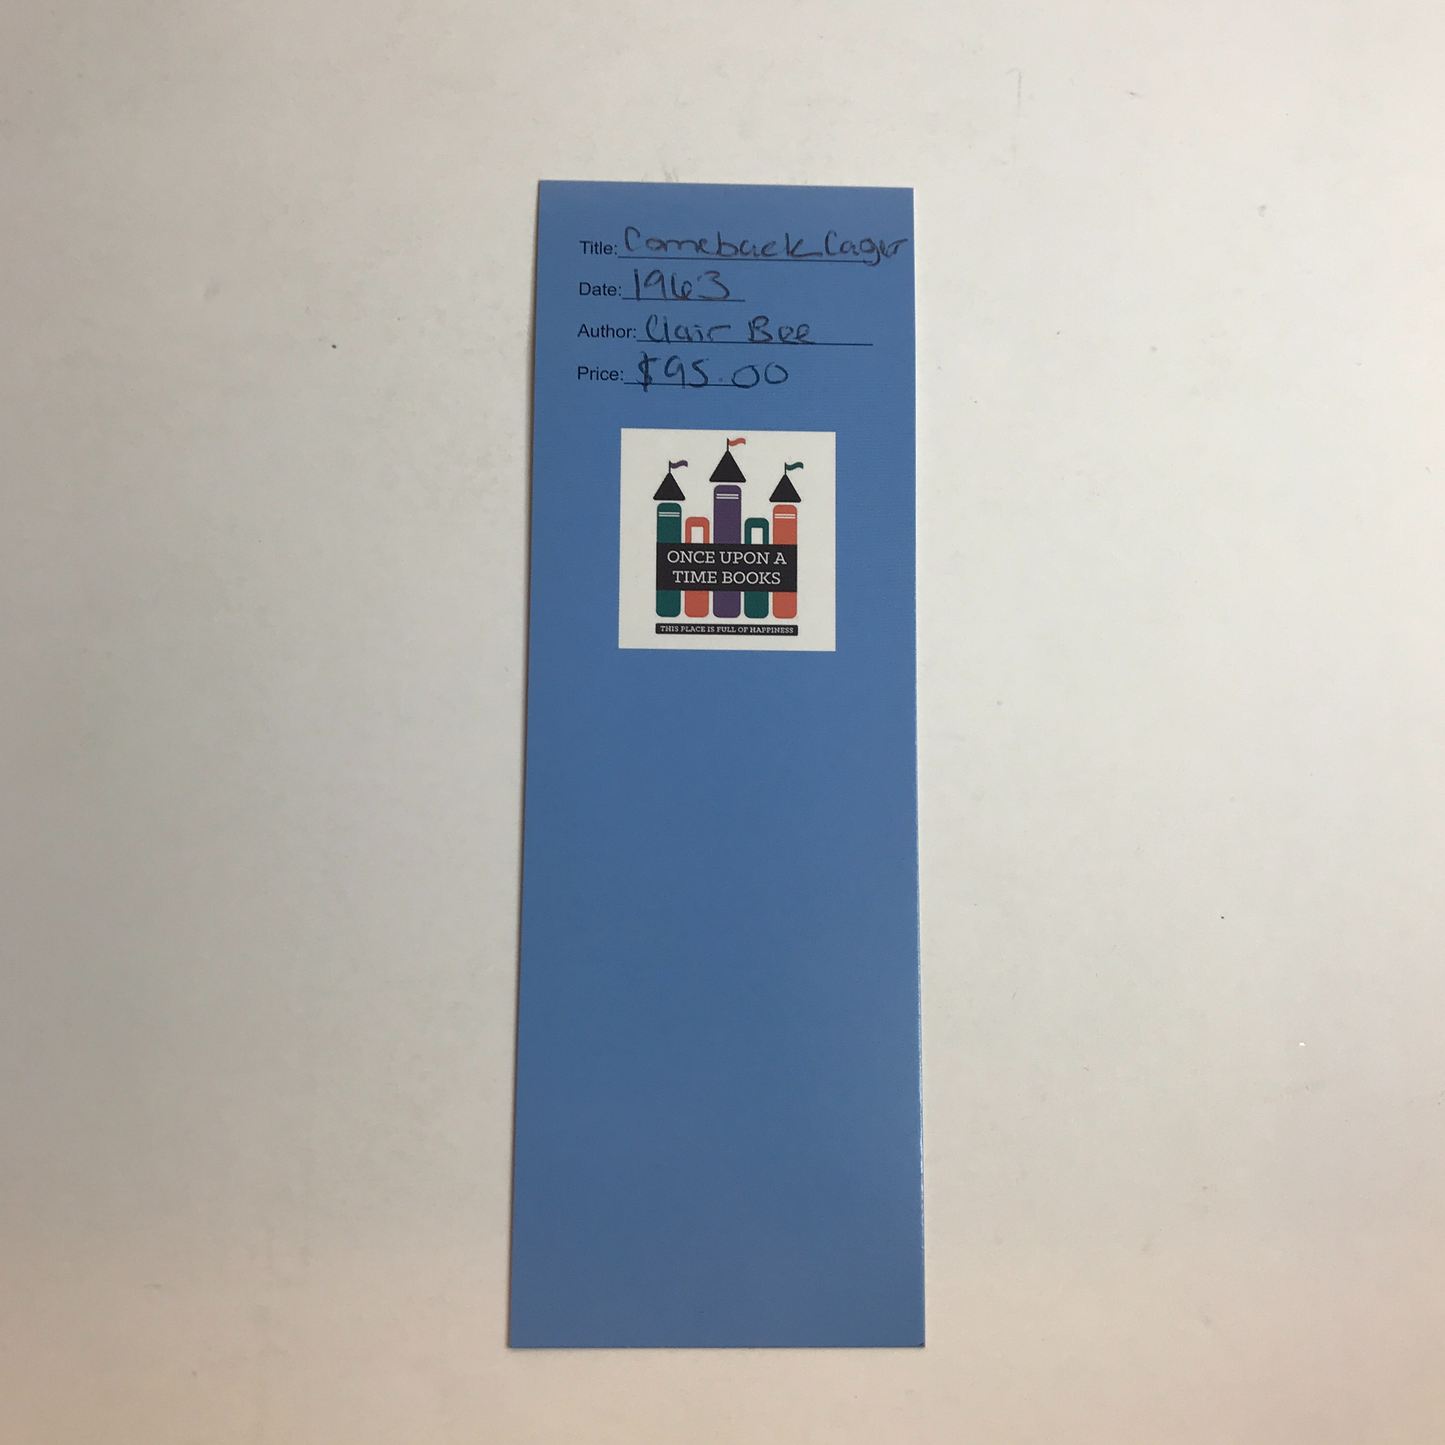 Title: Comeback Cager
Date: 1963
Author: Clair Bee
Price: $95.00
ONCE UPON A
TIME BOOKS
THIS PLACE IS FULL OF HAPPINESS